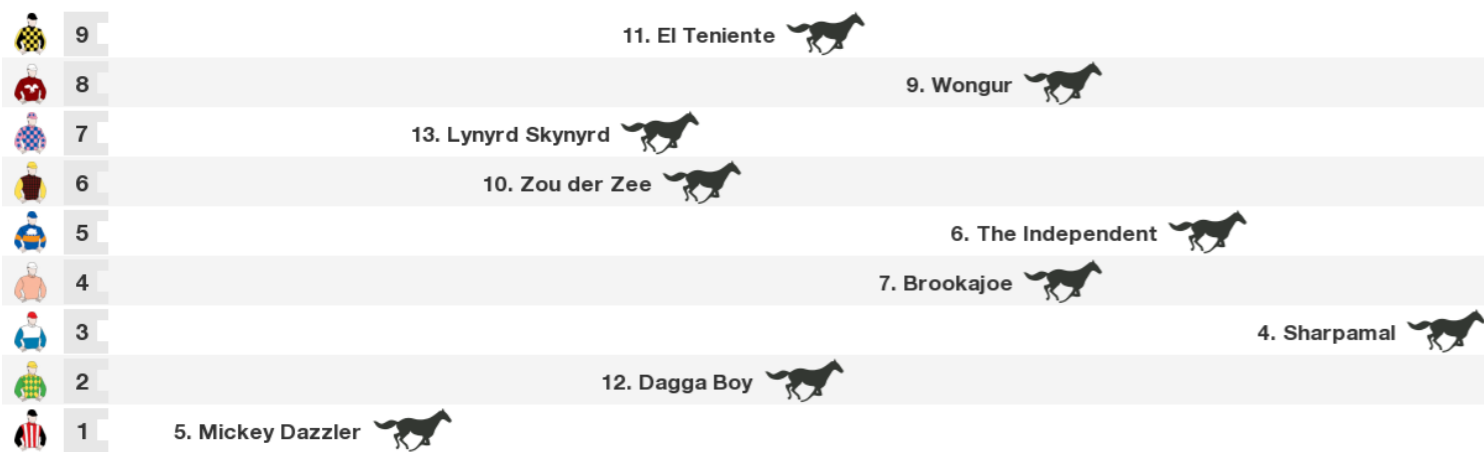 9 11. El Teniente
8 9. Wongur
7 13. Lynyrd Skynyrd
6 10. Zou der Zee
5 6. The Independent
4 7. Brookajoe
3 4. Sharpamal
2 12. Dagga Boy
1 5. Mickey Dazzler